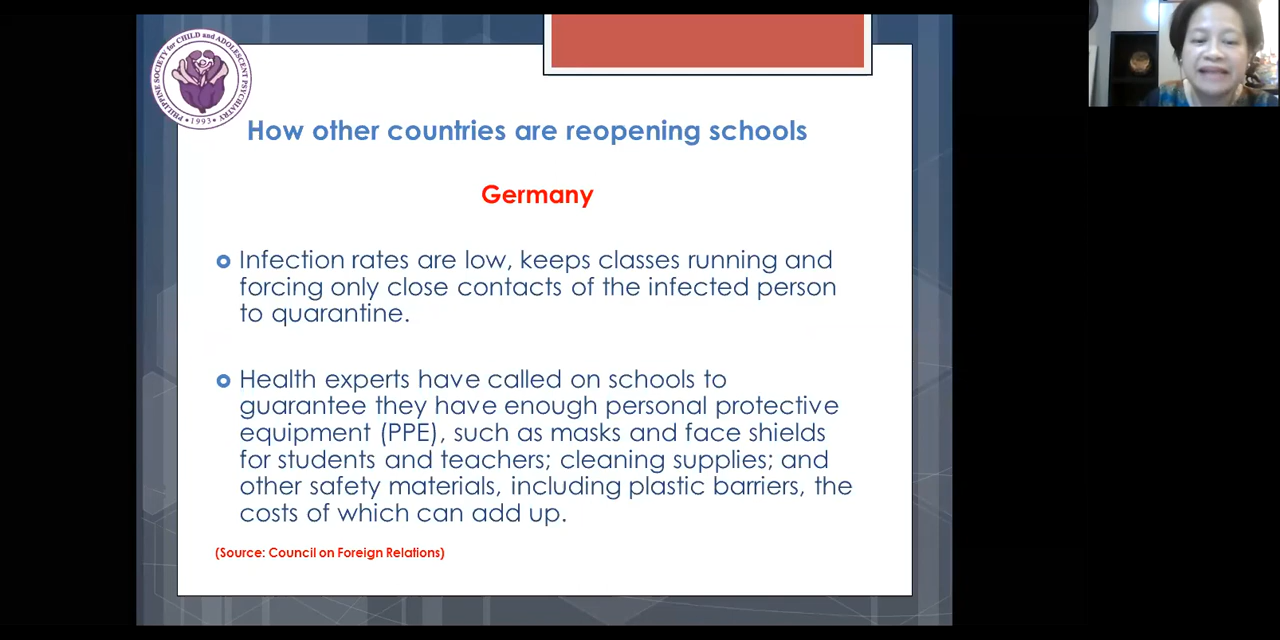 PHILIPPINE SOCIETY for CHILD and ADOLESCENT PSYCHIATRY
• 1993 •
How other countries are reopening schools
Germany
Infection rates are low, keeps classes running and
forcing only close contacts of the infected person
to quarantine.
Health experts have called on schools to
guarantee they have enough personal protective
equipment (PPE), such as masks and face shields
for students and teachers; cleaning supplies; and
other safety materials, including plastic barriers, the
costs of which can add up.
(Source: Council on Foreign Relations)